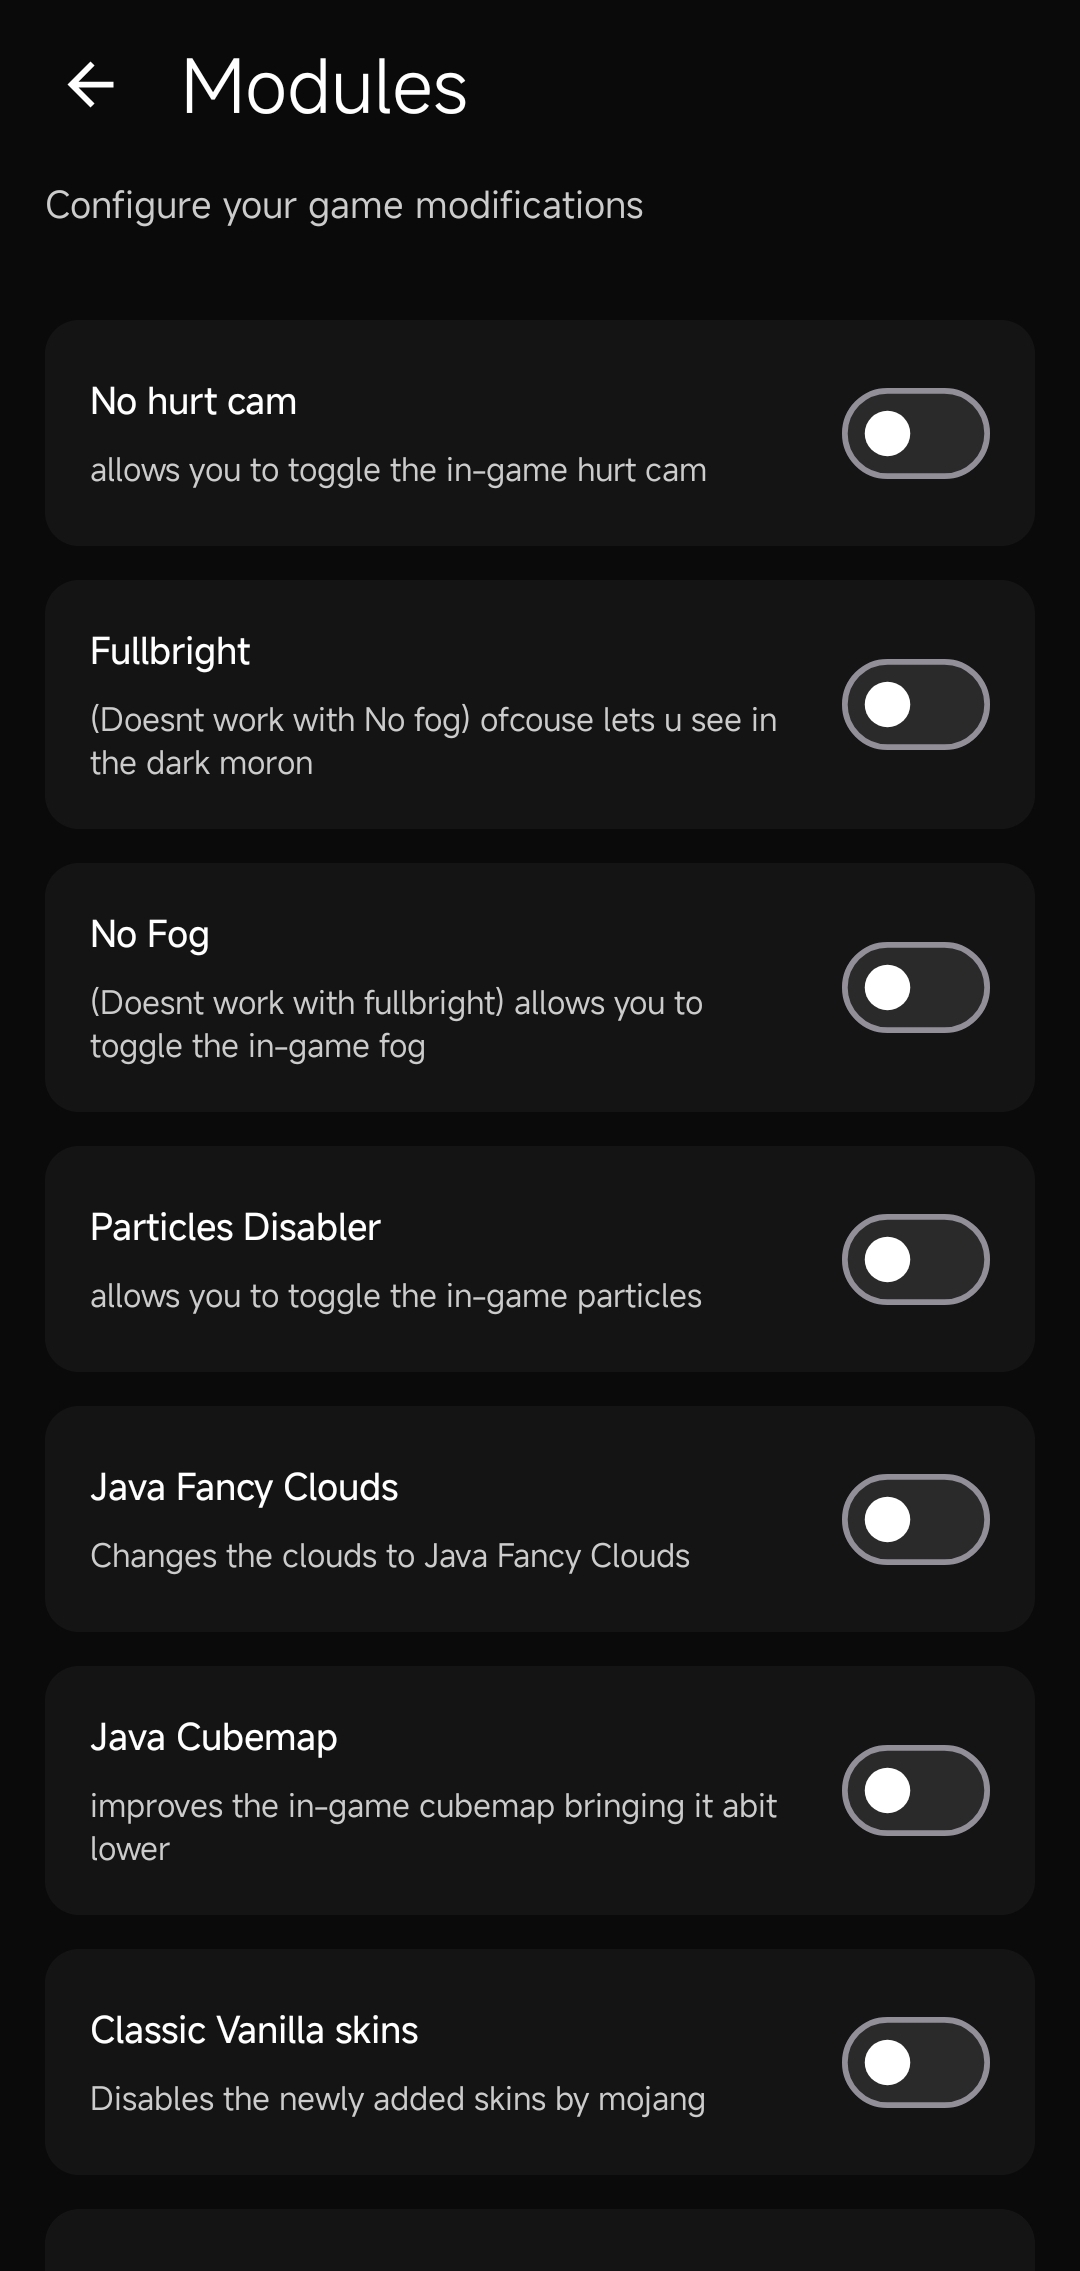 Modules
Configure your game modifications
No hurt cam
allows you to toggle the in-game hurt cam
Fullbright
(Doesnt work with No fog) ofcouse lets u see in
the dark moron
No Fog
(Doesnt work with fullbright) allows you to
toggle the in-game fog
Particles Disabler
allows you to toggle the in-game particles
Java Fancy Clouds
Changes the clouds to Java Fancy Clouds
Java Cubemap
improves the in-game cubemap bringing it abit
lower
Classic Vanilla skins
Disables the newly added skins by mojang